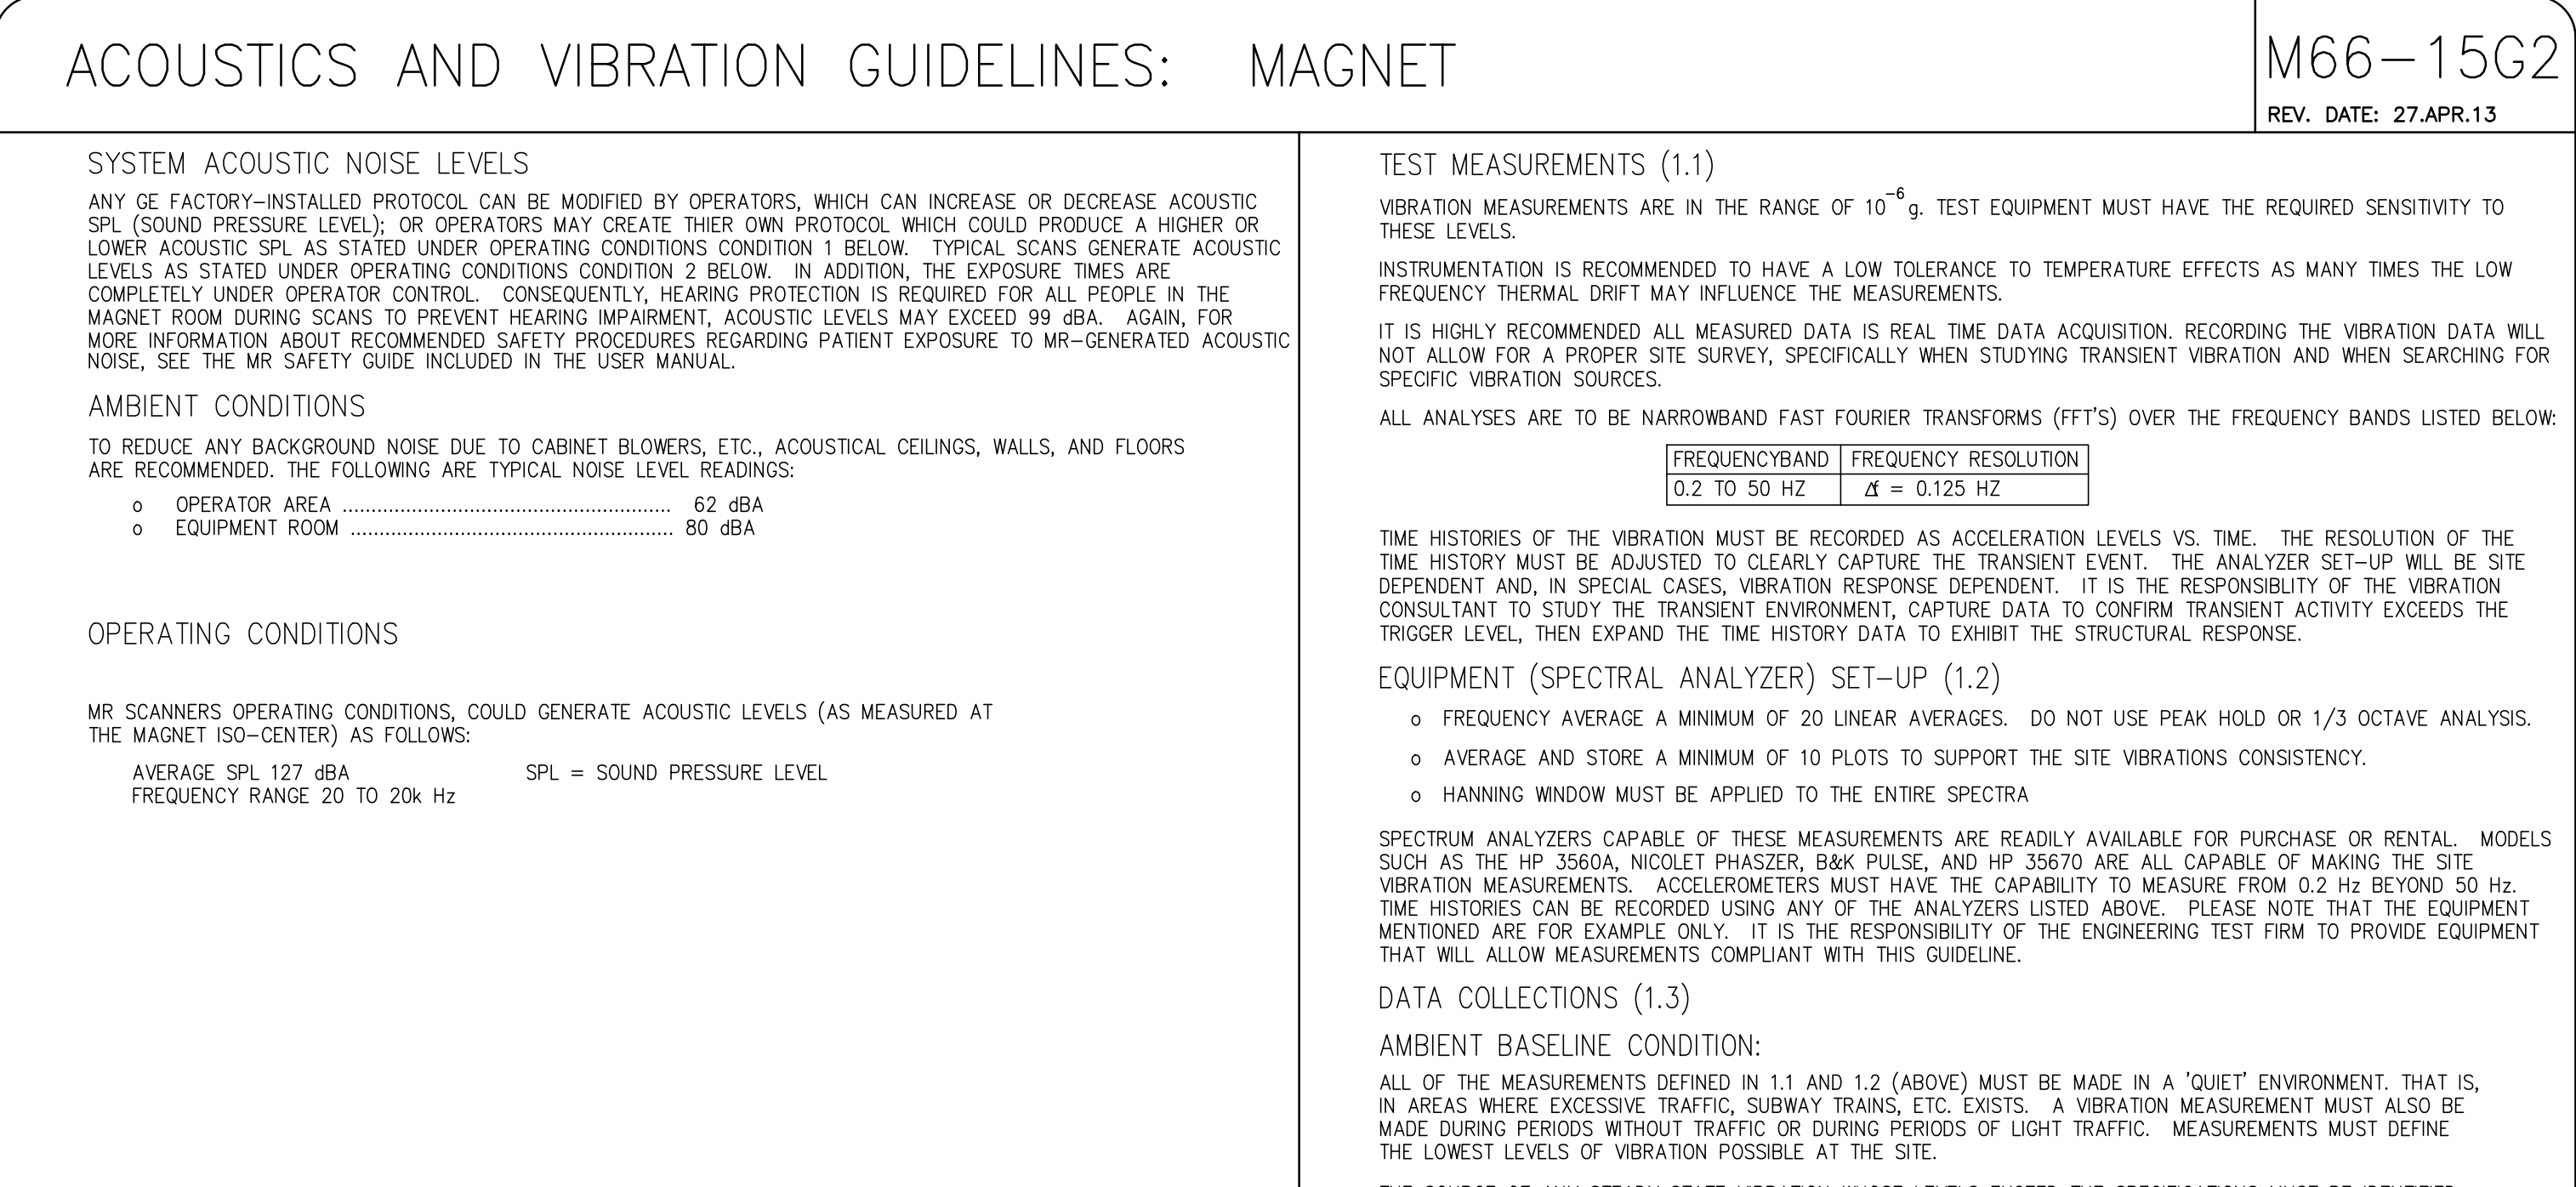 ACOUSTICS AND VIBRATION GUIDELINES: MAGNET
M66-15G2
REV. DATE: 27.APR.13
SYSTEM ACOUSTIC NOISE LEVELS
ANY GE FACTORY-INSTALLED PROTOCOL CAN BE MODIFIED BY OPERATORS, WHICH CAN INCREASE OR DECREASE ACOUSTIC
SPL (SOUND PRESSURE LEVEL); OR OPERATORS MAY CREATE THIER OWN PROTOCOL WHICH COULD PRODUCE A HIGHER OR
LOWER ACOUSTIC SPL AS STATED UNDER OPERATING CONDITIONS CONDITION 1 BELOW. TYPICAL SCANS GENERATE ACOUSTIC
LEVELS AS STATED UNDER OPERATING CONDITIONS CONDITION 2 BELOW. IN ADDITION, THE EXPOSURE TIMES ARE
COMPLETELY UNDER OPERATOR CONTROL. CONSEQUENTLY, HEARING PROTECTION IS REQUIRED FOR ALL PEOPLE IN THE
MAGNET ROOM DURING SCANS TO PREVENT HEARING IMPAIRMENT, ACOUSTIC LEVELS MAY EXCEED 99 dBA. AGAIN, FOR
MORE INFORMATION ABOUT RECOMMENDED SAFETY PROCEDURES REGARDING PATIENT EXPOSURE TO MR-GENERATED ACOUSTIC
NOISE, SEE THE MR SAFETY GUIDE INCLUDED IN THE USER MANUAL.
AMBIENT CONDITIONS
TO REDUCE ANY BACKGROUND NOISE DUE TO CABINET BLOWERS, ETC., ACOUSTICAL CEILINGS, WALLS, AND FLOORS
ARE RECOMMENDED. THE FOLLOWING ARE TYPICAL NOISE LEVEL READINGS:
o OPERATOR AREA ......................................................... 62 dBA
o EQUIPMENT ROOM ........................................................ 80 dBA
OPERATING CONDITIONS
MR SCANNERS OPERATING CONDITIONS, COULD GENERATE ACOUSTIC LEVELS (AS MEASURED AT
THE MAGNET ISO-CENTER) AS FOLLOWS:
AVERAGE SPL 127 dBA SPL = SOUND PRESSURE LEVEL
FREQUENCY RANGE 20 TO 20k Hz
TEST MEASUREMENTS (1.1)
VIBRATION MEASUREMENTS ARE IN THE RANGE OF 10⁻⁶g. TEST EQUIPMENT MUST HAVE THE REQUIRED SENSITIVITY TO
THESE LEVELS.
INSTRUMENTATION IS RECOMMENDED TO HAVE A LOW TOLERANCE TO TEMPERATURE EFFECTS AS MANY TIMES THE LOW
FREQUENCY THERMAL DRIFT MAY INFLUENCE THE MEASUREMENTS.
IT IS HIGHLY RECOMMENDED ALL MEASURED DATA IS REAL TIME DATA ACQUISITION. RECORDING THE VIBRATION DATA WILL
NOT ALLOW FOR A PROPER SITE SURVEY, SPECIFICALLY WHEN STUDYING TRANSIENT VIBRATION AND WHEN SEARCHING FOR
SPECIFIC VIBRATION SOURCES.
ALL ANALYSES ARE TO BE NARROWBAND FAST FOURIER TRANSFORMS (FFT'S) OVER THE FREQUENCY BANDS LISTED BELOW:
FREQUENCYBAND FREQUENCY RESOLUTION
0.2 TO 50 HZ Δf = 0.125 HZ
TIME HISTORIES OF THE VIBRATION MUST BE RECORDED AS ACCELERATION LEVELS VS. TIME. THE RESOLUTION OF THE
TIME HISTORY MUST BE ADJUSTED TO CLEARLY CAPTURE THE TRANSIENT EVENT. THE ANALYZER SET-UP WILL BE SITE
DEPENDENT AND, IN SPECIAL CASES, VIBRATION RESPONSE DEPENDENT. IT IS THE RESPONSIBLITY OF THE VIBRATION
CONSULTANT TO STUDY THE TRANSIENT ENVIRONMENT, CAPTURE DATA TO CONFIRM TRANSIENT ACTIVITY EXCEEDS THE
TRIGGER LEVEL, THEN EXPAND THE TIME HISTORY DATA TO EXHIBIT THE STRUCTURAL RESPONSE.
EQUIPMENT (SPECTRAL ANALYZER) SET-UP (1.2)
o FREQUENCY AVERAGE A MINIMUM OF 20 LINEAR AVERAGES. DO NOT USE PEAK HOLD OR 1/3 OCTAVE ANALYSIS.
o AVERAGE AND STORE A MINIMUM OF 10 PLOTS TO SUPPORT THE SITE VIBRATIONS CONSISTENCY.
o HANNING WINDOW MUST BE APPLIED TO THE ENTIRE SPECTRA
SPECTRUM ANALYZERS CAPABLE OF THESE MEASUREMENTS ARE READILY AVAILABLE FOR PURCHASE OR RENTAL. MODELS
SUCH AS THE HP 3560A, NICOLET PHASZER, B&K PULSE, AND HP 35670 ARE ALL CAPABLE OF MAKING THE SITE
VIBRATION MEASUREMENTS. ACCELEROMETERS MUST HAVE THE CAPABILITY TO MEASURE FROM 0.2 Hz BEYOND 50 Hz.
TIME HISTORIES CAN BE RECORDED USING ANY OF THE ANALYZERS LISTED ABOVE. PLEASE NOTE THAT THE EQUIPMENT
MENTIONED ARE FOR EXAMPLE ONLY. IT IS THE RESPONSIBILITY OF THE ENGINEERING TEST FIRM TO PROVIDE EQUIPMENT
THAT WILL ALLOW MEASUREMENTS COMPLIANT WITH THIS GUIDELINE.
DATA COLLECTIONS (1.3)
AMBIENT BASELINE CONDITION:
ALL OF THE MEASUREMENTS DEFINED IN 1.1 AND 1.2 (ABOVE) MUST BE MADE IN A 'QUIET' ENVIRONMENT. THAT IS,
IN AREAS WHERE EXCESSIVE TRAFFIC, SUBWAY TRAINS, ETC. EXISTS. A VIBRATION MEASUREMENT MUST ALSO BE
MADE DURING PERIODS WITHOUT TRAFFIC OR DURING PERIODS OF LIGHT TRAFFIC. MEASUREMENTS MUST DEFINE
THE LOWEST LEVELS OF VIBRATION POSSIBLE AT THE SITE.